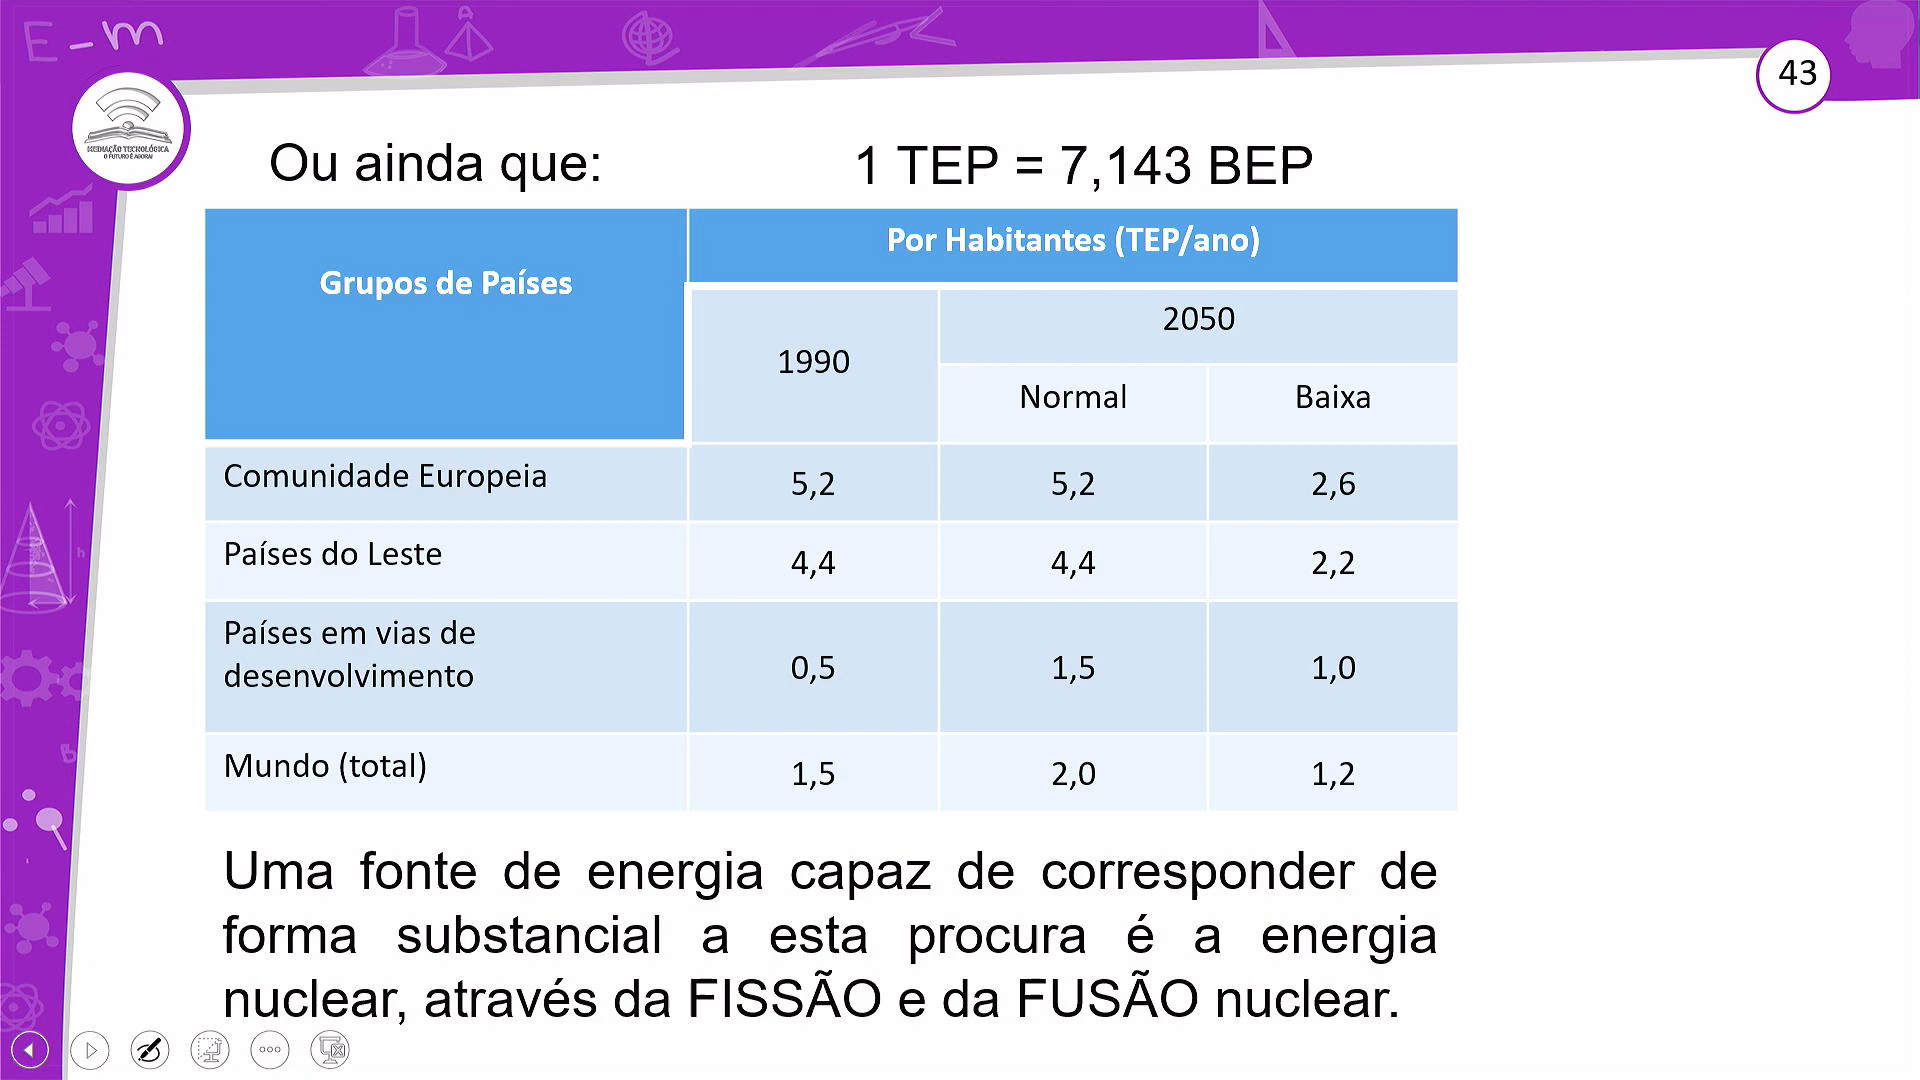 E-m
43
MEDIAÇÃO TECNOLÓGICA
O FUTURO É AGORA!
Ou ainda que: 1 TEP = 7,143 BEP
Grupos de Países
Por Habitantes (TEP/ano)
1990
2050
Normal Baixa
Comunidade Europeia 5,2 5,2 2,6
Países do Leste 4,4 4,4 2,2
Países em vias de
desenvolvimento 0,5 1,5 1,0
Mundo (total) 1,5 2,0 1,2
Uma fonte de energia capaz de corresponder de
forma substancial a esta procura é a energia
nuclear, através da FISSÃO e da FUSÃO nuclear.